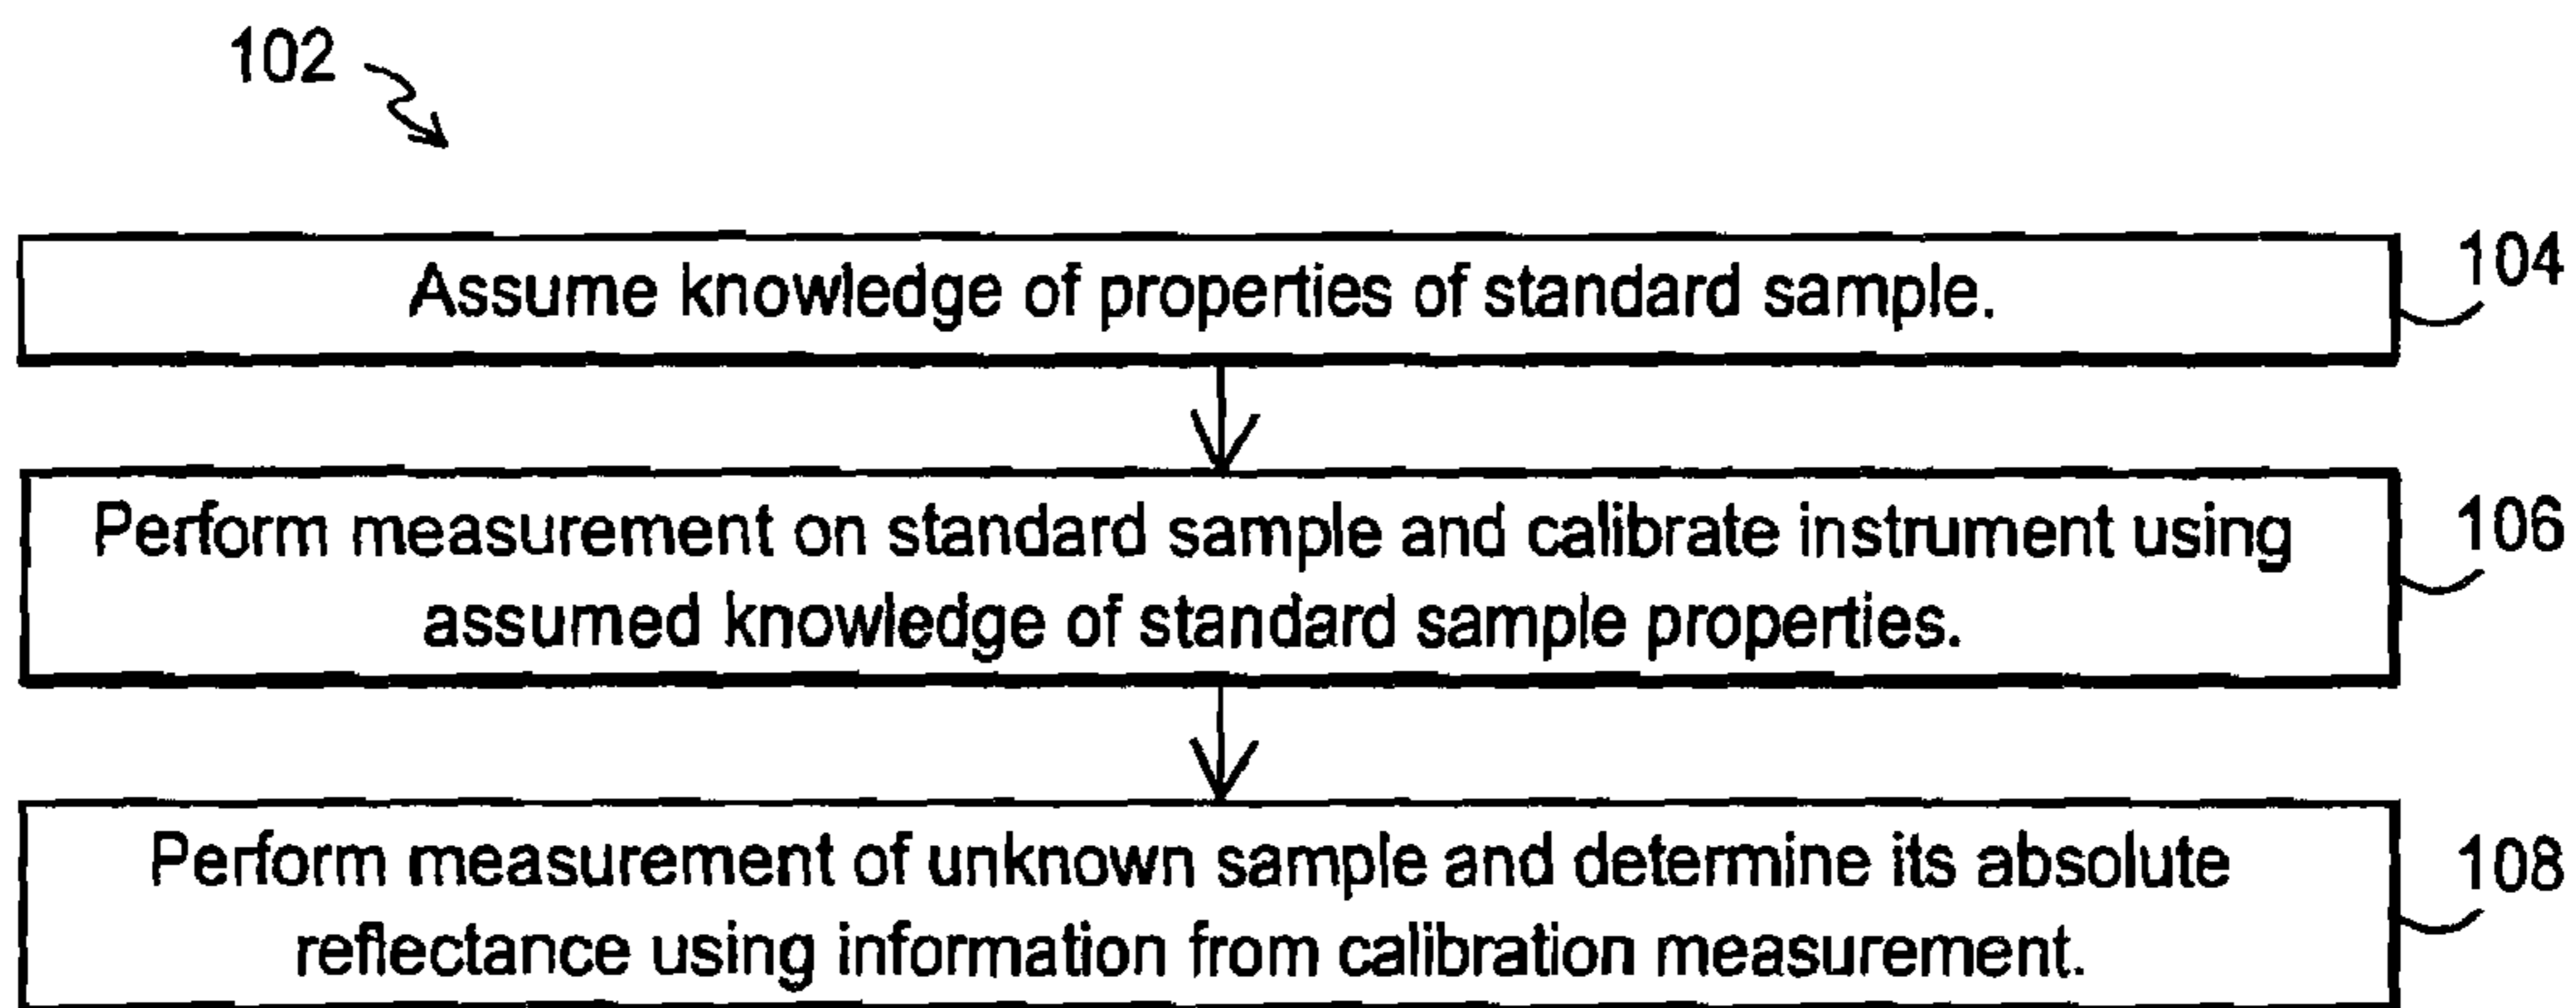 102
Assume knowledge of properties of standard sample.
104
Perform measurement on standard sample and calibrate instrument using
assumed knowledge of standard sample properties.
106
Perform measurement of unknown sample and determine its absolute
reflectance using information from calibration measurement.
108